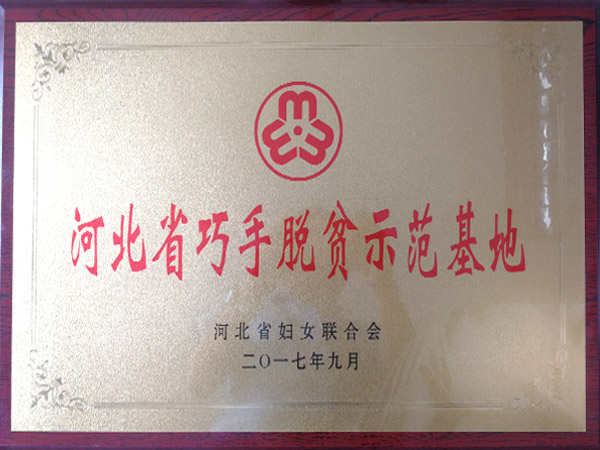 河北省巧手脱贫示范基地
河北省妇女联合会
二〇一七年九月